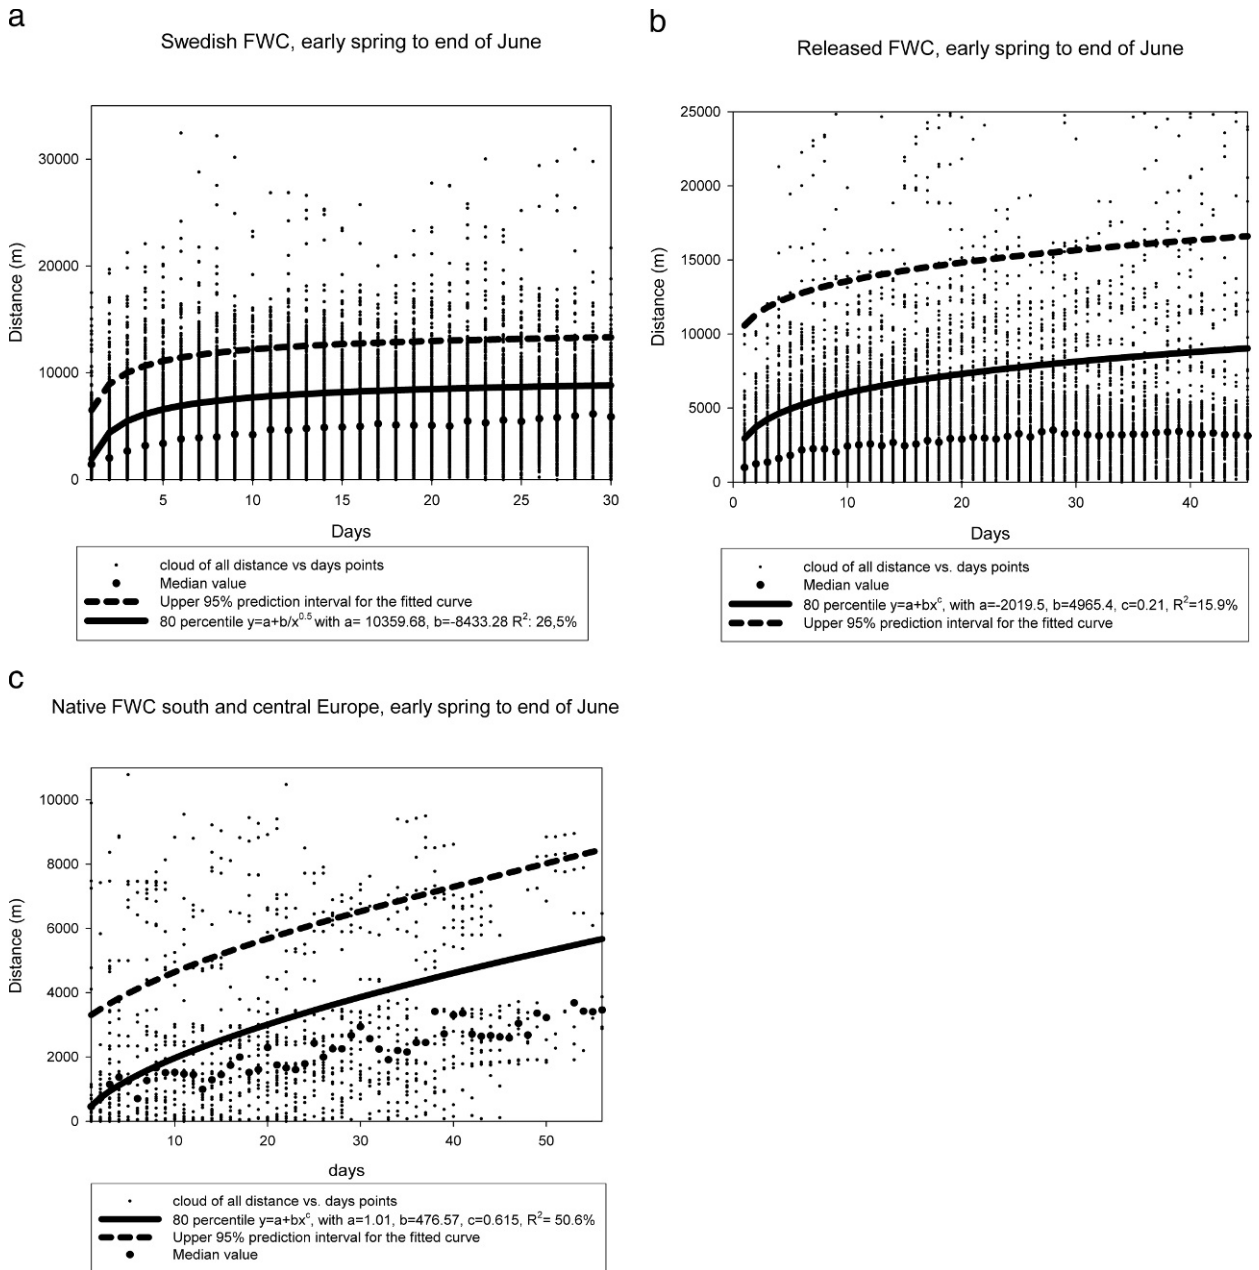 a
Swedish FWC, early spring to end of June
Distance (m)
30000
20000
10000
0
5
10
15
20
25
30
Days
cloud of all distance vs days points
Median value
Upper 95% prediction interval for the fitted curve
80 percentile y=a+b/x^0.5 with a= 10359.68, b=-8433.28 R²: 26,5%
b
Released FWC, early spring to end of June
Distance (m)
25000
20000
15000
10000
5000
0
0
10
20
30
40
Days
cloud of all distance vs. days points
Median value
80 percentile y=a+bx^c, with a=-2019.5, b=4965.4, c=0.21, R²=15.9%
Upper 95% prediction interval for the fitted curve
c
Native FWC south and central Europe, early spring to end of June
Distance (m)
10000
8000
6000
4000
2000
0
10
20
30
40
50
days
cloud of all distance vs. days points
80 percentile y=a+bx^c, with a=1.01, b=476.57, c=0.615, R²= 50.6%
Upper 95% prediction interval for the fitted curve
Median value